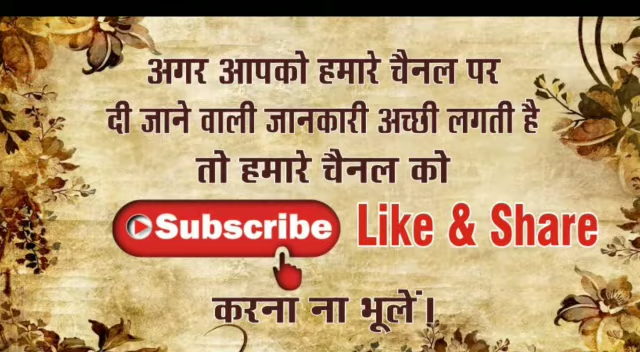 अगर आपको हमारे चैनल पर
दी जाने वाली जानकारी अच्छी लगती है
तो हमारे चैनल को
Subscribe Like & Share
करना ना भूलें।